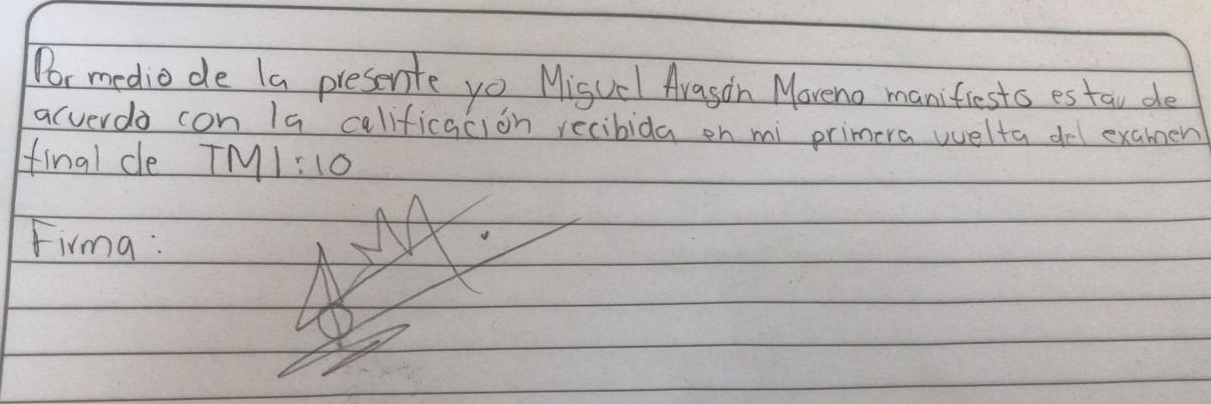 Por medio de la presente yo Miguel Aragón Moreno manifiesto estar de
acuerdo con la calificación recibida en mi primera vuelta del examen
final de TM1:10
Firma: